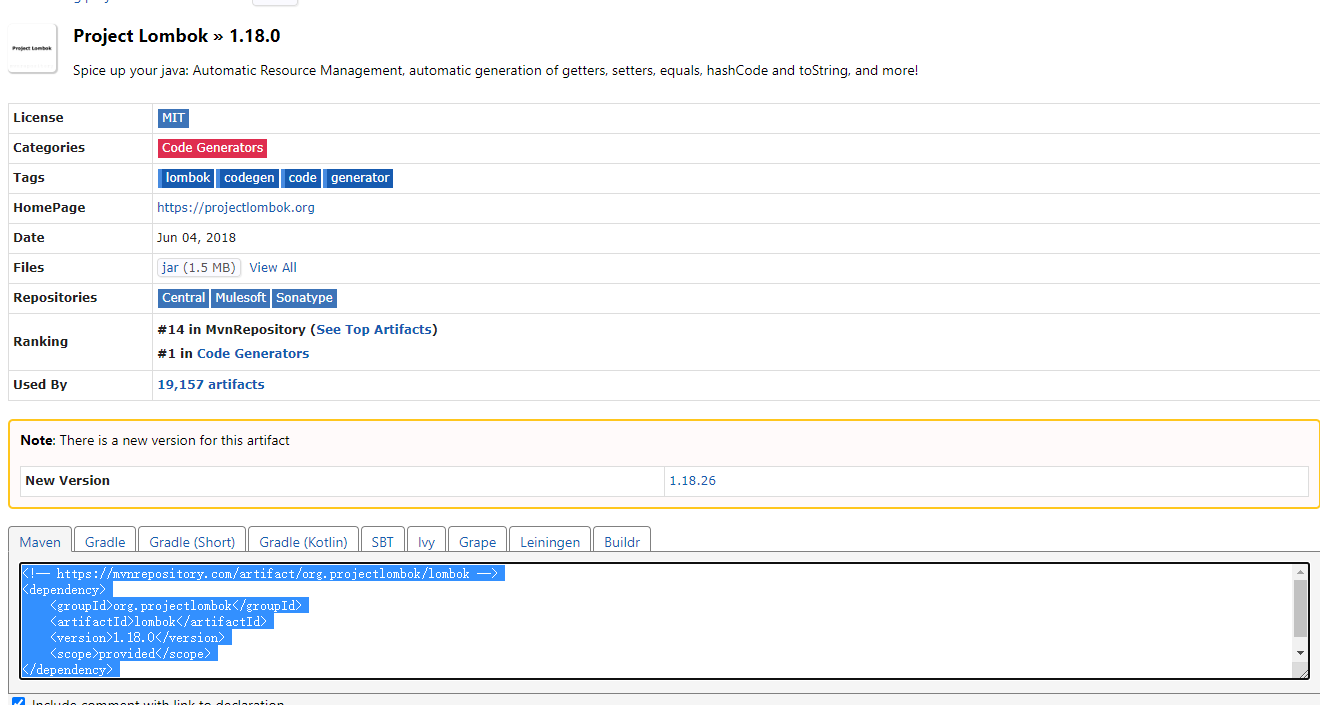 Project Lombok
Project Lombok » 1.18.0
Spice up your java: Automatic Resource Management, automatic generation of getters, setters, equals, hashCode and toString, and more!
License MIT
Categories Code Generators
Tags lombok codegen code generator
HomePage https://projectlombok.org
Date Jun 04, 2018
Files jar (1.5 MB) View All
Repositories Central Mulesoft Sonatype
Ranking #14 in MvnRepository (See Top Artifacts)
#1 in Code Generators
Used By 19,157 artifacts
Note: There is a new version for this artifact
New Version 1.18.26
Maven Gradle Gradle (Short) Gradle (Kotlin) SBT Ivy Grape Leiningen Buildr
<!-- https://mvnrepository.com/artifact/org.projectlombok/lombok -->
<dependency>
    <groupId>org.projectlombok</groupId>
    <artifactId>lombok</artifactId>
    <version>1.18.0</version>
    <scope>provided</scope>
</dependency>
Include comment with link to declaration